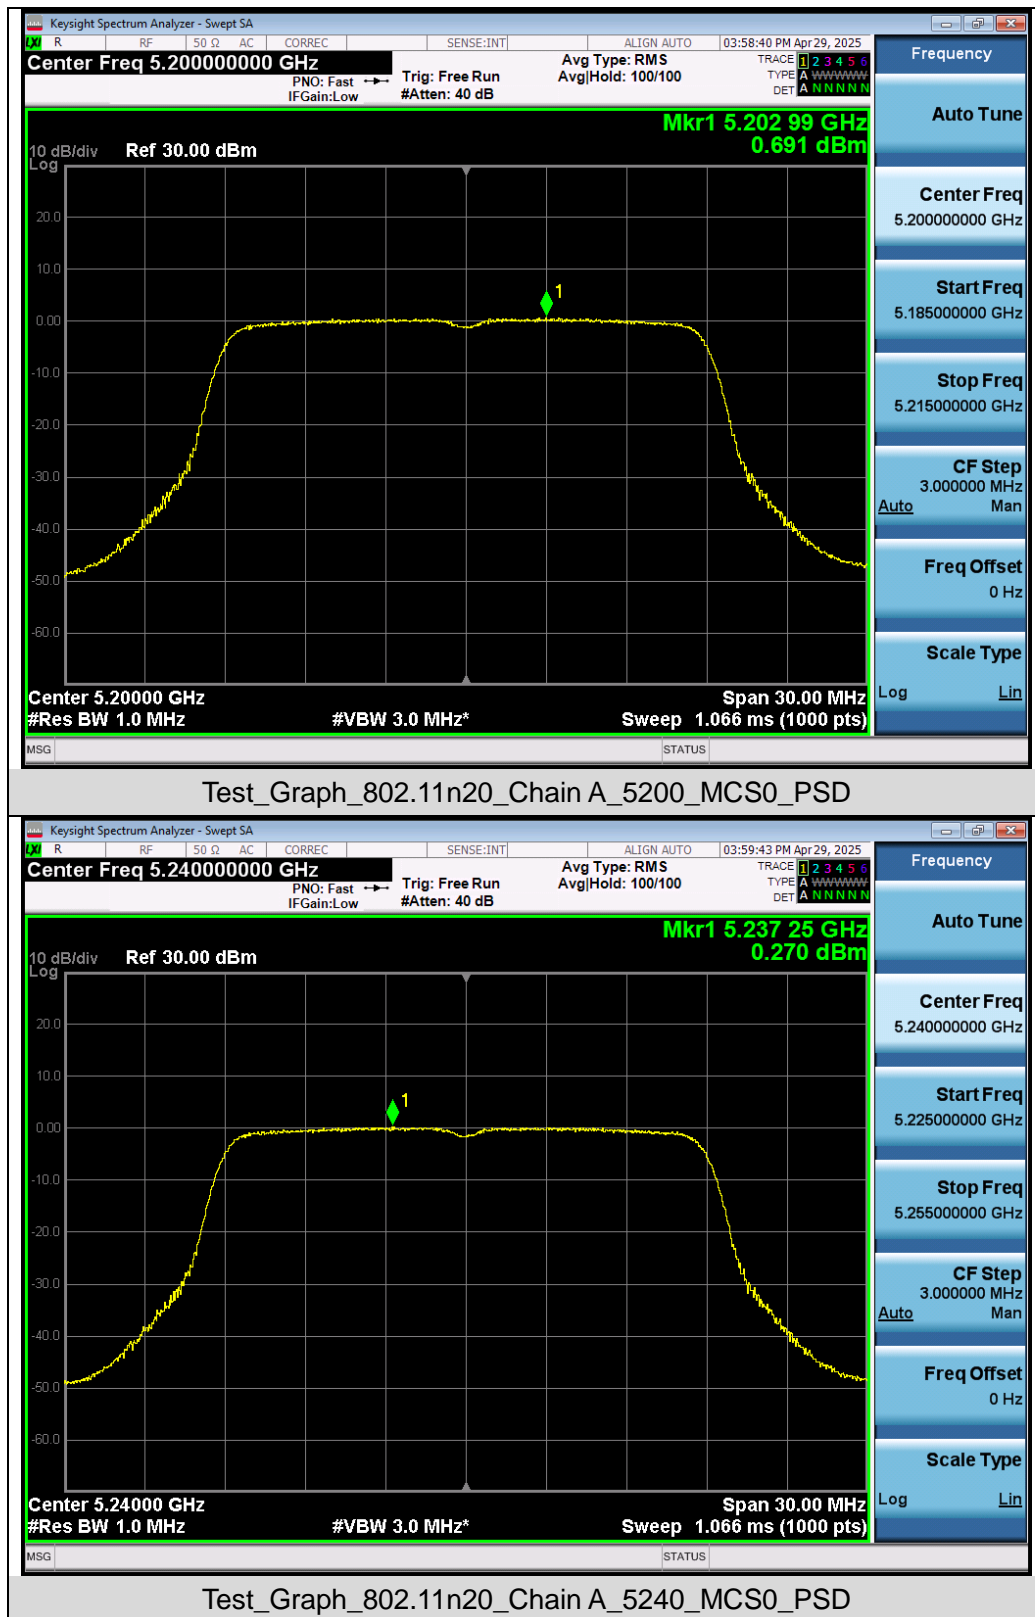 Keysight Spectrum Analyzer - Swept SA
LXI R RF 50 Ω AC CORREC SENSE:INT ALIGN AUTO 03:58:40 PM Apr 29, 2025
Center Freq 5.200000000 GHz
PNO: Fast
IFGain:Low
Trig: Free Run
#Atten: 40 dB
Avg Type: RMS
Avg|Hold: 100/100
TRACE 1 2 3 4 5 6
TYPE A WWWWW
DET A N N N N N
Mkr1 5.202 99 GHz
0.691 dBm
10 dB/div Ref 30.00 dBm
Log
20.0
10.0
0.00
-10.0
-20.0
-30.0
-40.0
-50.0
-60.0
1
Center 5.20000 GHz Span 30.00 MHz
#Res BW 1.0 MHz #VBW 3.0 MHz* Sweep 1.066 ms (1000 pts)
MSG STATUS
Frequency
Auto Tune
Center Freq
5.200000000 GHz
Start Freq
5.185000000 GHz
Stop Freq
5.215000000 GHz
CF Step
3.000000 MHz
Auto Man
Freq Offset
0 Hz
Scale Type
Log Lin
Test_Graph_802.11n20_Chain A_5200_MCS0_PSD
Keysight Spectrum Analyzer - Swept SA
LXI R RF 50 Ω AC CORREC SENSE:INT ALIGN AUTO 03:59:43 PM Apr 29, 2025
Center Freq 5.240000000 GHz
PNO: Fast
IFGain:Low
Trig: Free Run
#Atten: 40 dB
Avg Type: RMS
Avg|Hold: 100/100
TRACE 1 2 3 4 5 6
TYPE A WWWWW
DET A N N N N N
Mkr1 5.237 25 GHz
0.270 dBm
10 dB/div Ref 30.00 dBm
Log
20.0
10.0
0.00
-10.0
-20.0
-30.0
-40.0
-50.0
-60.0
1
Center 5.24000 GHz Span 30.00 MHz
#Res BW 1.0 MHz #VBW 3.0 MHz* Sweep 1.066 ms (1000 pts)
MSG STATUS
Frequency
Auto Tune
Center Freq
5.240000000 GHz
Start Freq
5.225000000 GHz
Stop Freq
5.255000000 GHz
CF Step
3.000000 MHz
Auto Man
Freq Offset
0 Hz
Scale Type
Log Lin
Test_Graph_802.11n20_Chain A_5240_MCS0_PSD